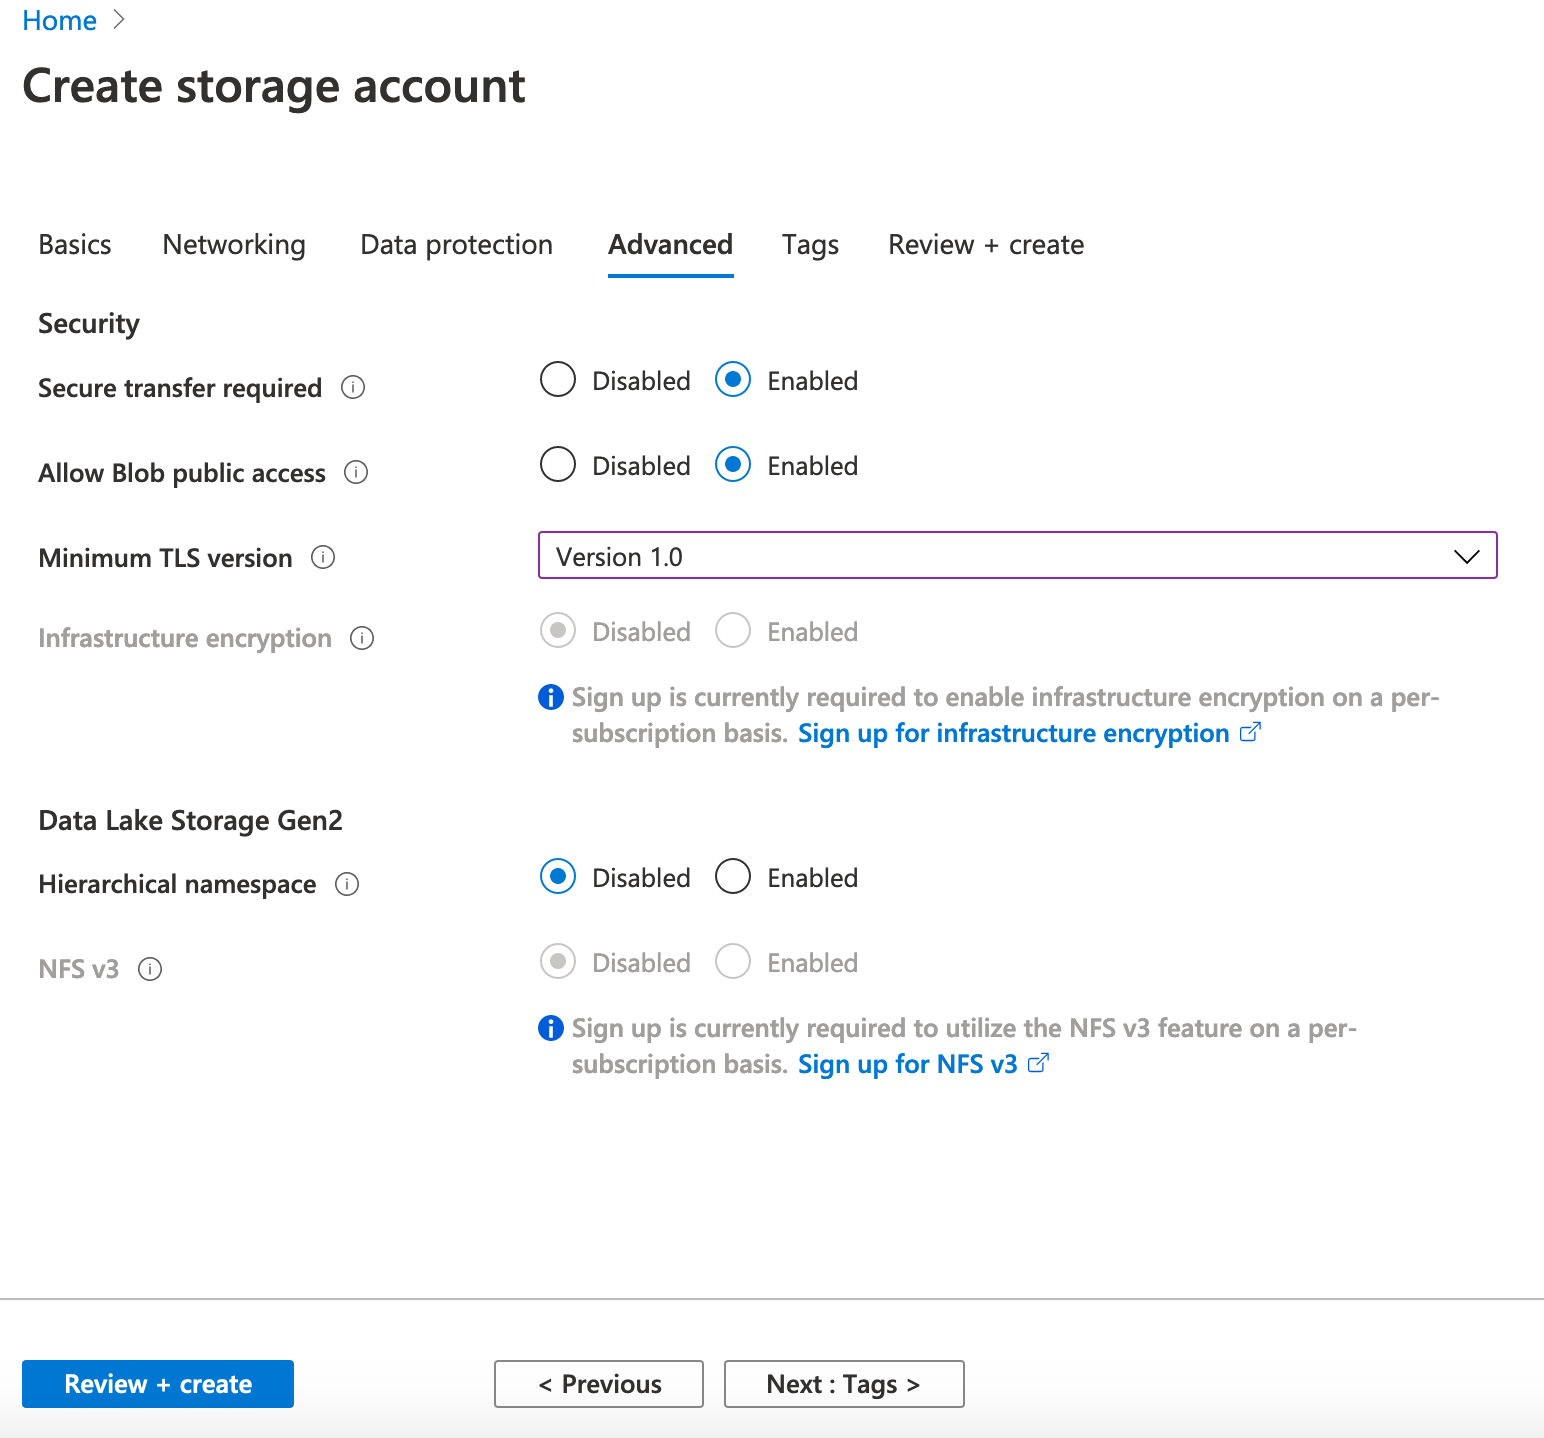 Home >
Create storage account
Basics Networking Data protection Advanced Tags Review + create
Security
Secure transfer required Disabled Enabled
Allow Blob public access Disabled Enabled
Minimum TLS version Version 1.0
Infrastructure encryption Disabled Enabled
Sign up is currently required to enable infrastructure encryption on a per-
subscription basis. Sign up for infrastructure encryption
Data Lake Storage Gen2
Hierarchical namespace Disabled Enabled
NFS v3 Disabled Enabled
Sign up is currently required to utilize the NFS v3 feature on a per-
subscription basis. Sign up for NFS v3
Review + create < Previous Next : Tags >